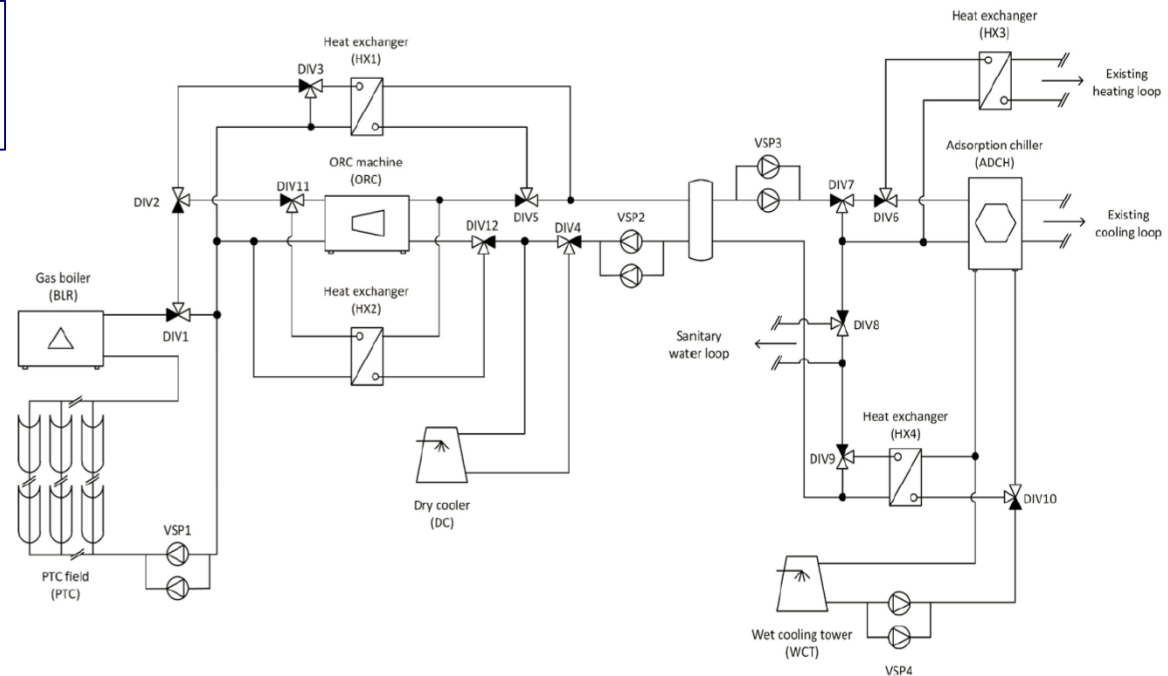 Heat exchanger
(HX3)
Existing
heating loop
Heat exchanger
(HX1)
DIV3
VSP3
Adsorption chiller
(ADCH)
ORC machine
(ORC)
DIV11
DIV2
DIV5
DIV7
DIV6
Existing
cooling loop
DIV12
DIV4
VSP2
Gas boiler
(BLR)
Heat exchanger
(HX2)
DIV1
DIV8
Sanitary
water loop
Heat exchanger
(HX4)
DIV9
DIV10
Dry cooler
(DC)
VSP1
PTC field
(PTC)
Wet cooling tower
(WCT)
VSP4